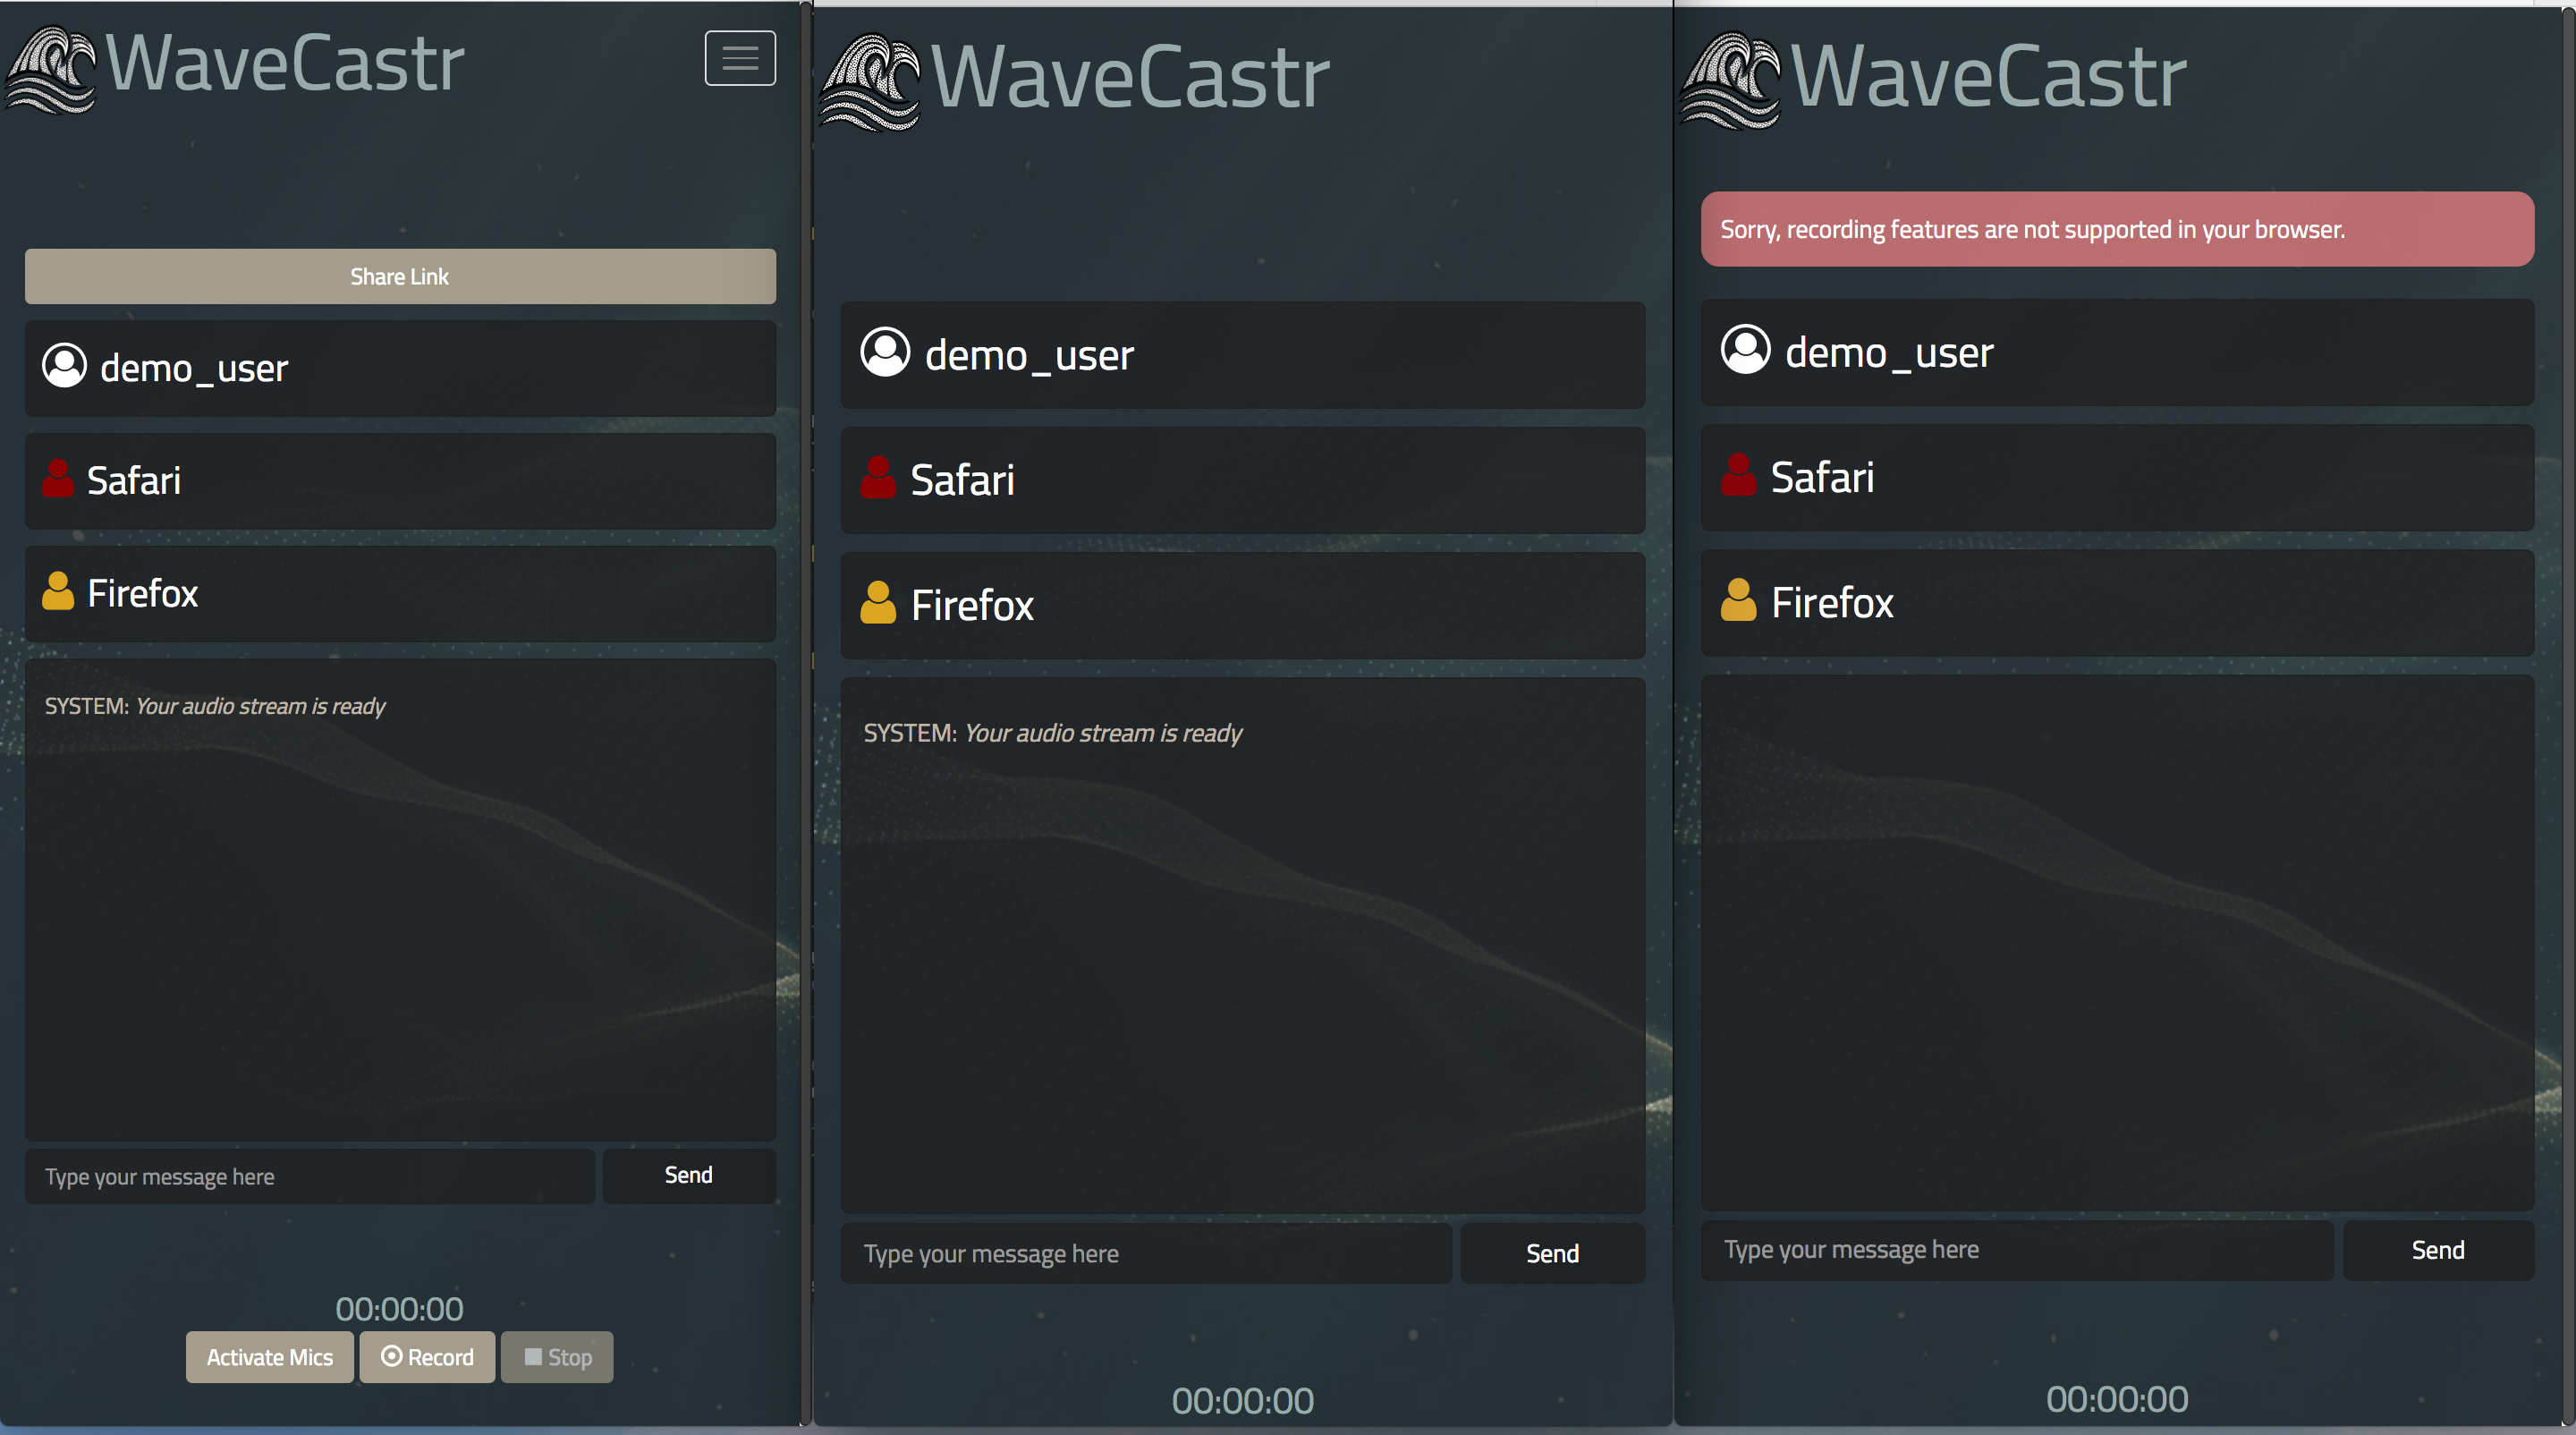 WaveCastr
Share Link
demo_user
Safari
Firefox
SYSTEM: Your audio stream is ready
Type your message here
Send
00:00:00
Activate Mics
Record
Stop
WaveCastr
demo_user
Safari
Firefox
SYSTEM: Your audio stream is ready
Type your message here
Send
00:00:00
WaveCastr
Sorry, recording features are not supported in your browser.
demo_user
Safari
Firefox
Type your message here
Send
00:00:00